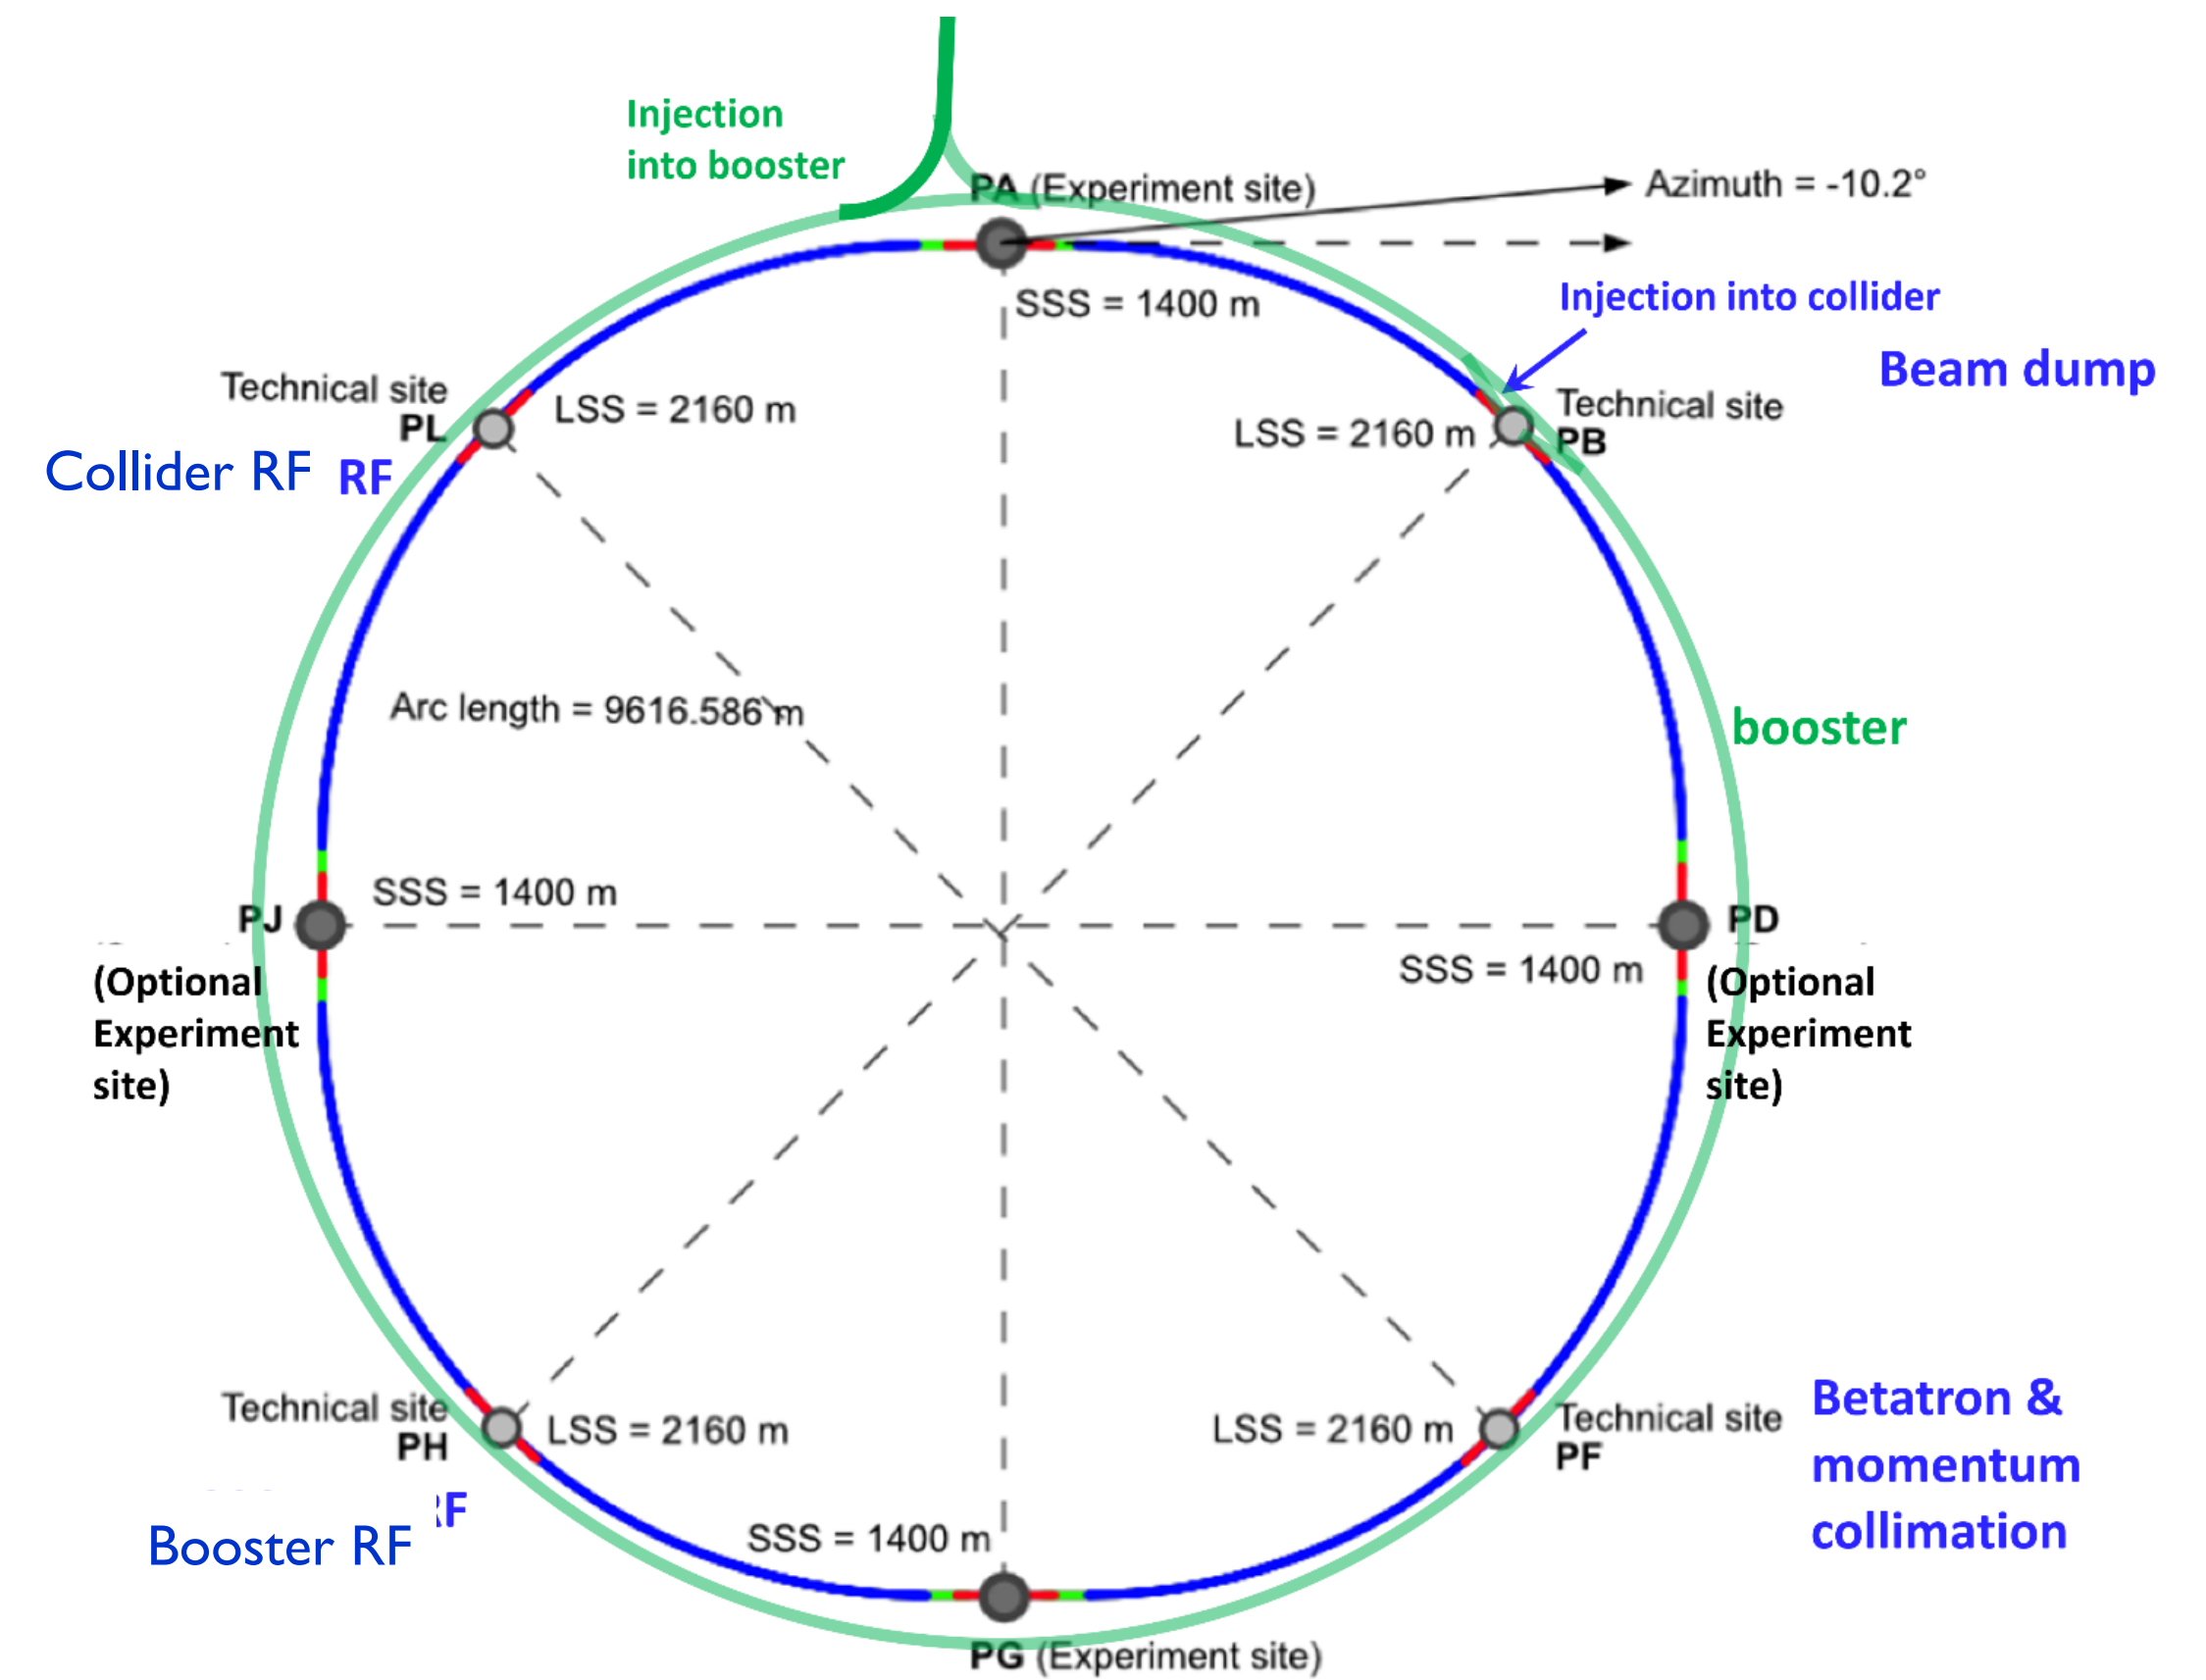 Injection
into booster
PA (Experiment site)
Azimuth = -10.2°
SSS = 1400 m
Injection into collider
Beam dump
Technical site
PL
LSS = 2160 m
LSS = 2160 m
Technical site
PB
Collider RF RF
Arc length = 9616.586 m
booster
PJ
SSS = 1400 m
PD
(Optional
Experiment
site)
SSS = 1400 m
(Optional
Experiment
site)
Technical site
PH
LSS = 2160 m
LSS = 2160 m
Technical site
PF
Betatron &
momentum
collimation
Booster RF
SSS = 1400 m
PG (Experiment site)